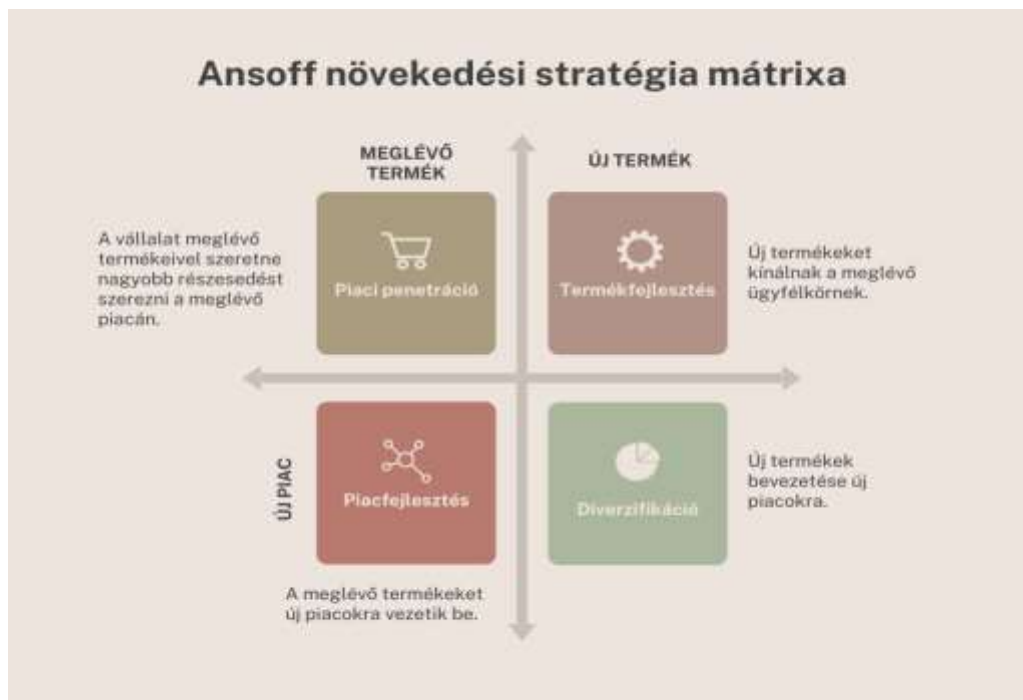 Ansoff növekedési stratégia mátrixa
MEGLÉVŐ
TERMÉK
ÚJ TERMÉK
A vállalat meglévő
termékeivel szeretne
nagyobb részesedést
szerezni a meglévő
piacán.
Piaci penetráció
Termékfejlesztés
Új termékeket
kínálnak a meglévő
ügyfélkörnek.
ÚJ PIAC
Piacfejlesztés
Diverzifikáció
Új termékek
bevezetése új
piacokra.
A meglévő termékeket
új piacokra vezetik be.